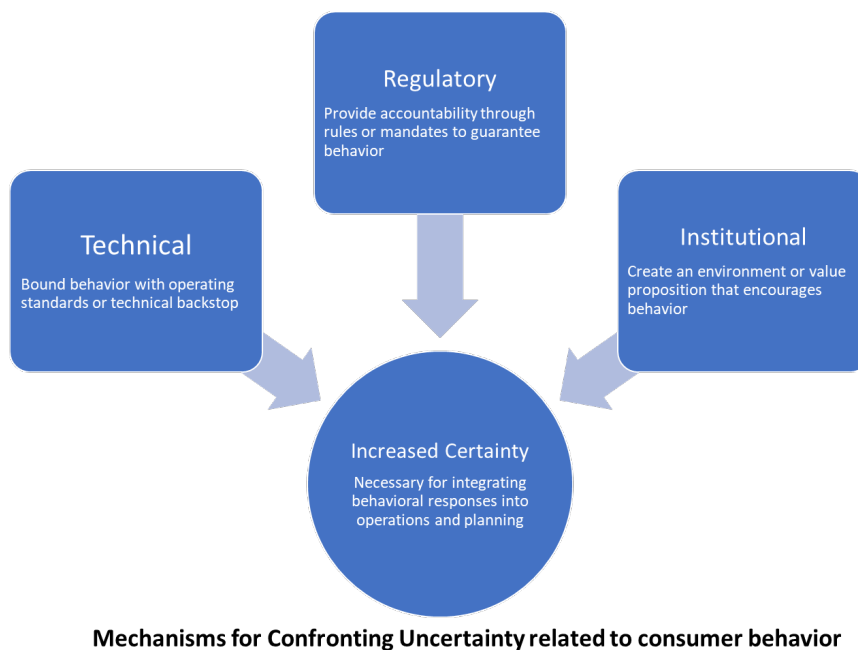 Regulatory
Provide accountability through
rules or mandates to guarantee
behavior
Technical
Bound behavior with operating
standards or technical backstop
Institutional
Create an environment or value
proposition that encourages
behavior
Increased Certainty
Necessary for integrating
behavioral responses into
operations and planning
Mechanisms for Confronting Uncertainty related to consumer behavior